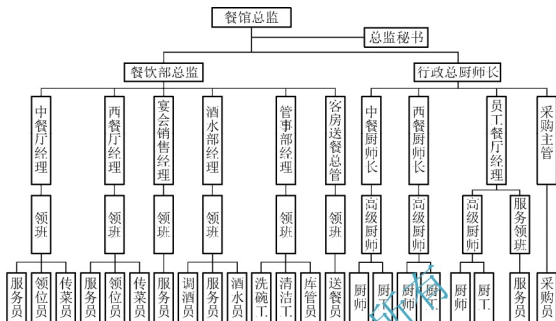 餐馆总监
总监秘书
餐饮部总监
行政总厨师长
中餐厅经理
西餐厅经理
宴会销售经理
酒水部经理
管事部经理
客房送餐总管
中餐厨师长
西餐厨师长
员工餐厅经理
采购主管
领班
领班
领班
领班
领班
领班
高级厨师
高级厨师
高级厨师
服务领班
服务员
领位员
传菜员
服务员
领位员
传菜员
服务员
调酒员
服务员
酒水员
洗碗工
清洁工
库管员
送餐员
厨师
厨工
厨师
厨工
厨师
厨工
服务员
采购员
所有